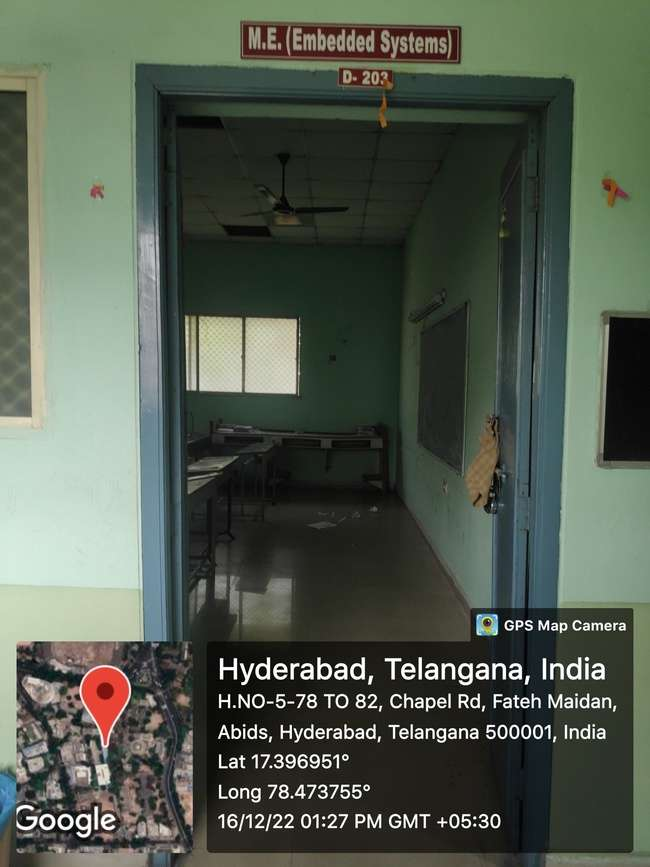 M.E. (Embedded Systems)
D- 203
GPS Map Camera
Hyderabad, Telangana, India
H.NO-5-78 TO 82, Chapel Rd, Fateh Maidan,
Abids, Hyderabad, Telangana 500001, India
Lat 17.396951°
Long 78.473755°
16/12/22 01:27 PM GMT +05:30
Google